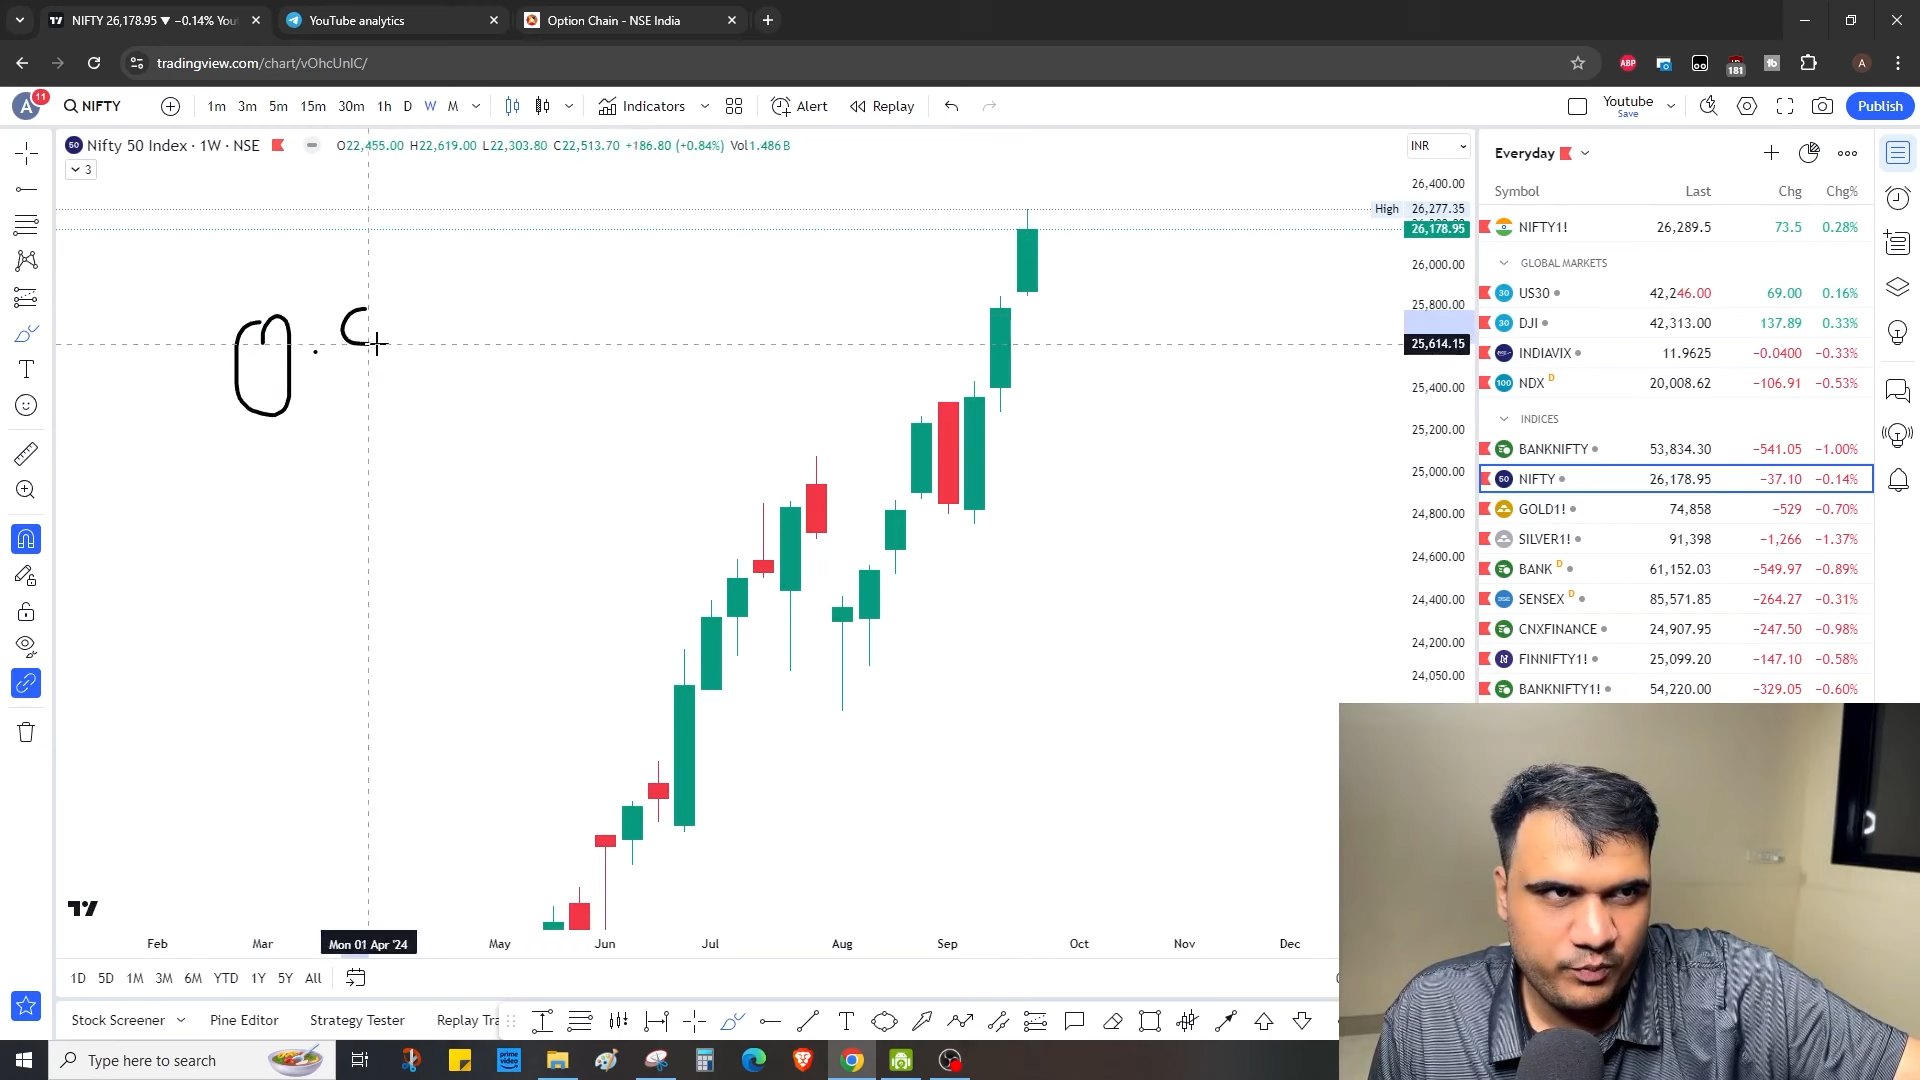 NIFTY 26,178.95 ▼ −0.14% You
YouTube analytics
Option Chain - NSE India
tradingview.com/chart/vOhcUnIC/
ABP
181
A
A
11
NIFTY
1m 3m 5m 15m 30m 1h D W M
Indicators
Alert
Replay
Youtube
Save
Publish
50 Nifty 50 Index · 1W · NSE
O22,455.00 H22,619.00 L22,303.80 C22,513.70 +186.80 (+0.84%) Vol1.486B
3
INR
26,400.00
High 26,277.35
26,178.95
26,000.00
25,800.00
25,614.15
25,400.00
25,200.00
25,000.00
24,800.00
24,600.00
24,400.00
24,200.00
24,050.00
0.
Feb Mar Mon 01 Apr '24 May Jun Jul Aug Sep Oct Nov Dec
1D 5D 1M 3M 6M YTD 1Y 5Y All
Stock Screener Pine Editor Strategy Tester Replay Tra
Everyday
Symbol Last Chg Chg%
NIFTY1! 26,289.5 73.5 0.28%
GLOBAL MARKETS
30 US30 42,246.00 69.00 0.16%
30 DJI 42,313.00 137.89 0.33%
INDIAVIX 11.9625 −0.0400 −0.33%
100 NDX D 20,008.62 −106.91 −0.53%
INDICES
BANKNIFTY 53,834.30 −541.05 −1.00%
50 NIFTY 26,178.95 −37.10 −0.14%
GOLD1! 74,858 −529 −0.70%
SILVER1! 91,398 −1,266 −1.37%
BANK D 61,152.03 −549.97 −0.89%
SENSEX D 85,571.85 −264.27 −0.31%
CNXFINANCE 24,907.95 −247.50 −0.98%
FINNIFTY1! 25,099.20 −147.10 −0.58%
BANKNIFTY1! 54,220.00 −329.05 −0.60%
Type here to search
prime video